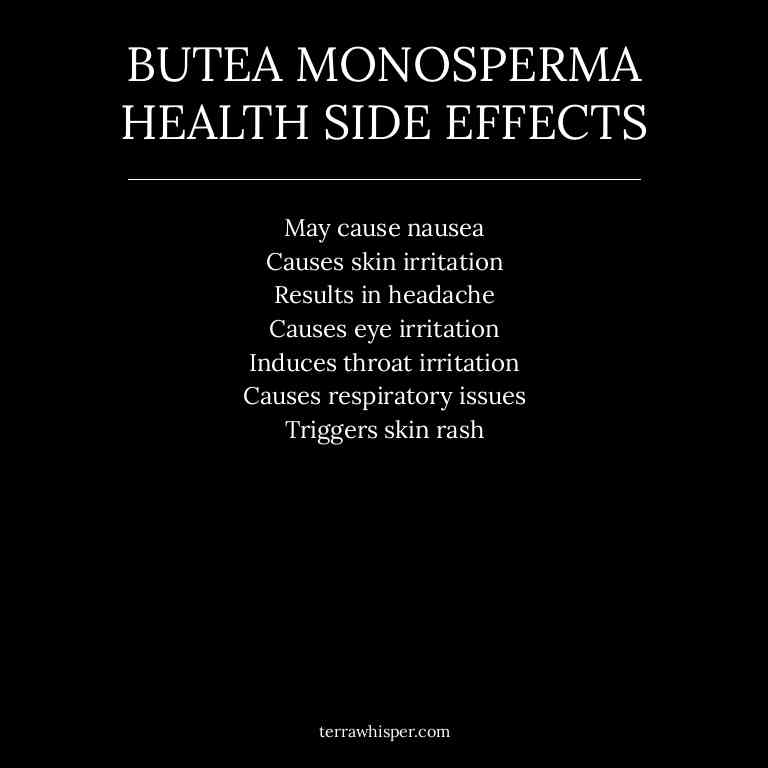 BUTEA MONOSPERMA
HEALTH SIDE EFFECTS
May cause nausea
Causes skin irritation
Results in headache
Causes eye irritation
Induces throat irritation
Causes respiratory issues
Triggers skin rash
terrawhisper.com